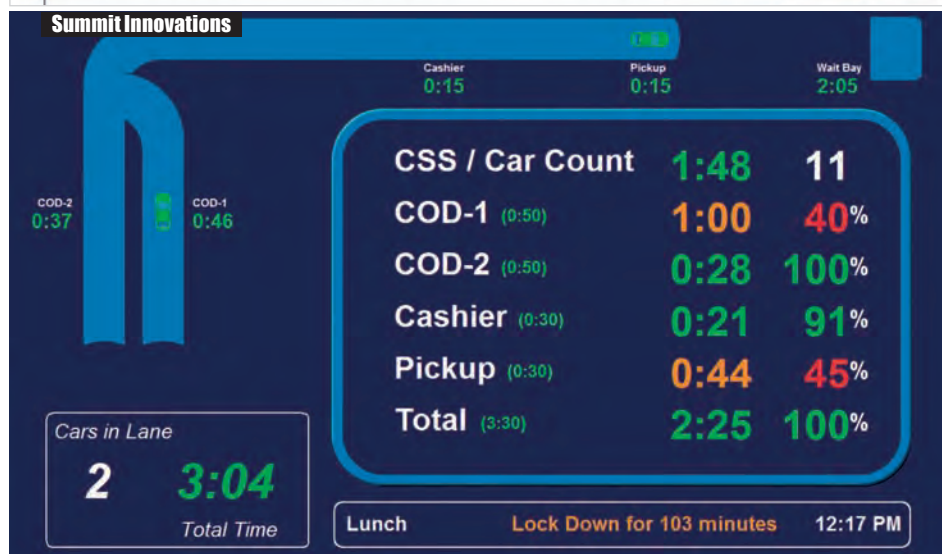 Summit Innovations
Cashier Pickup Wait Bay
0:15 0:15 2:05
CSS / Car Count 1:48 11
COD-2 COD-1
0:37 0:46
COD-1 (0:50) 1:00 40%
COD-2 (0:50) 0:28 100%
Cashier (0:30) 0:21 91%
Pickup (0:30) 0:44 45%
Total (3:30) 2:25 100%
Cars in Lane
2 3:04
Total Time
Lunch Lock Down for 103 minutes 12:17 PM